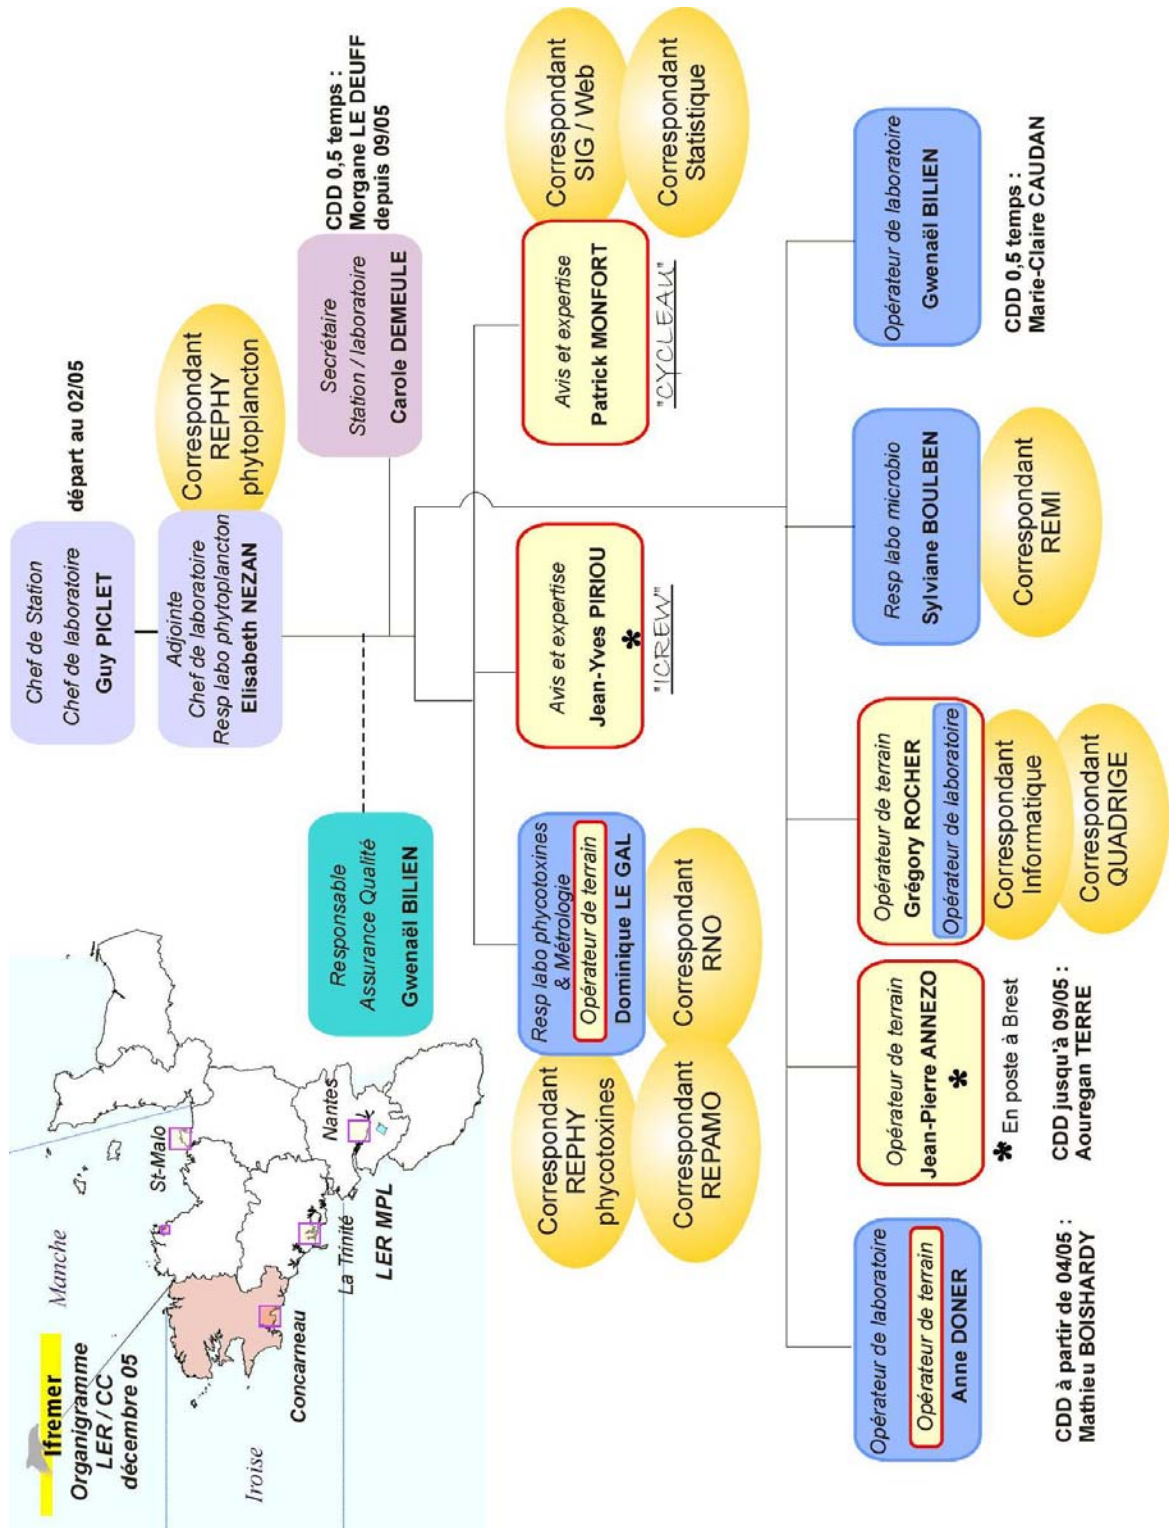 Ifremer
Organigramme
LER / CC
décembre 05
Manche
Iroise
St-Malo
Nantes
La Trinité
LER MPL
Concarneau
Chef de Station
Chef de laboratoire
Guy PICLET
départ au 02/05
Adjointe
Chef de laboratoire
Resp labo phytoplancton
Elisabeth NEZAN
Correspondant
REPHY
phytoplancton
Responsable
Assurance Qualité
Gwenaël BILIEN
Secrétaire
Station / laboratoire
Carole DEMEULE
CDD 0,5 temps :
Morgane LE DEUFF
depuis 09/05
Resp labo phycotoxines
& Métrologie
Opérateur de terrain
Dominique LE GAL
Correspondant
REPHY
phycotoxines
Correspondant
REPAMO
Correspondant
RNO
Avis et expertise
Jean-Yves PIRIOU
*
"ICREW"
Avis et expertise
Patrick MONFORT
"CYCLEAU"
Correspondant
SIG / Web
Correspondant
Statistique
Opérateur de laboratoire
Opérateur de terrain
Anne DONER
CDD à partir de 04/05 :
Mathieu BOISHARDY
Opérateur de terrain
Jean-Pierre ANNEZO
*
* En poste à Brest
CDD jusqu'à 09/05 :
Aouregan TERRE
Opérateur de terrain
Grégory ROCHER
Opérateur de laboratoire
Correspondant
Informatique
Correspondant
QUADRIGE
Resp labo microbio
Sylviane BOULBEN
Correspondant
REMI
Opérateur de laboratoire
Gwenaël BILIEN
CDD 0,5 temps :
Marie-Claire CAUDAN